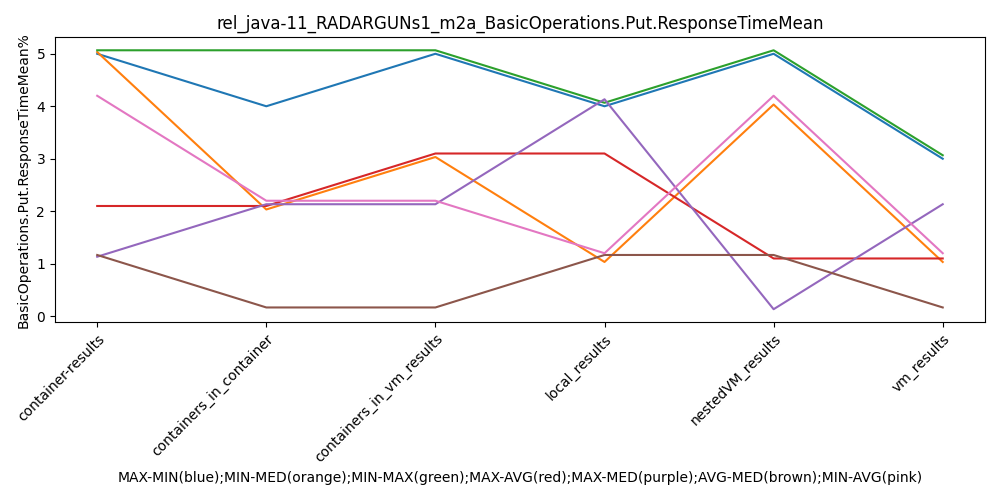 rel_java-11_RADARGUNs1_m2a_BasicOperations.Put.ResponseTimeMean
BasicOperations.Put.ResponseTimeMean%
5
4
3
2
1
0
container-results
containers_in_container
containers_in_vm_results
local_results
nestedVM_results
vm_results
MAX-MIN(blue);MIN-MED(orange);MIN-MAX(green);MAX-AVG(red);MAX-MED(purple);AVG-MED(brown);MIN-AVG(pink)